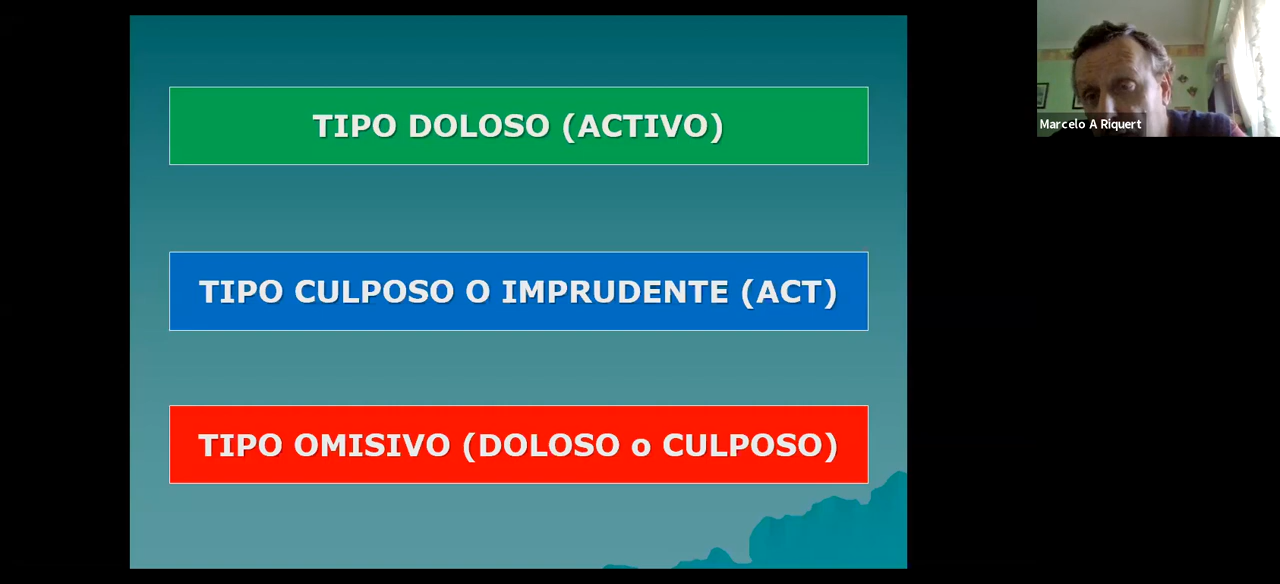 TIPO DOLOSO (ACTIVO)
TIPO CULPOSO O IMPRUDENTE (ACT)
TIPO OMISIVO (DOLOSO o CULPOSO)
Marcelo A Riquert